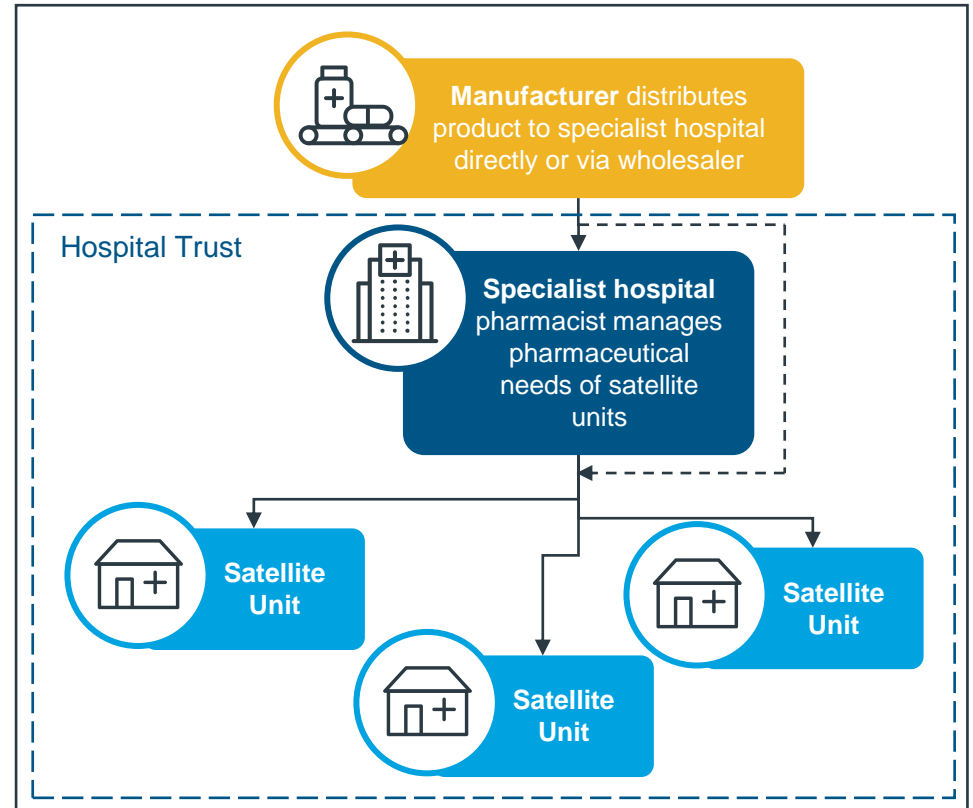 Manufacturer distributes
product to specialist hospital
directly or via wholesaler
Hospital Trust
Specialist hospital
pharmacist manages
pharmaceutical
needs of satellite
units
Satellite
Unit
Satellite
Unit
Satellite
Unit